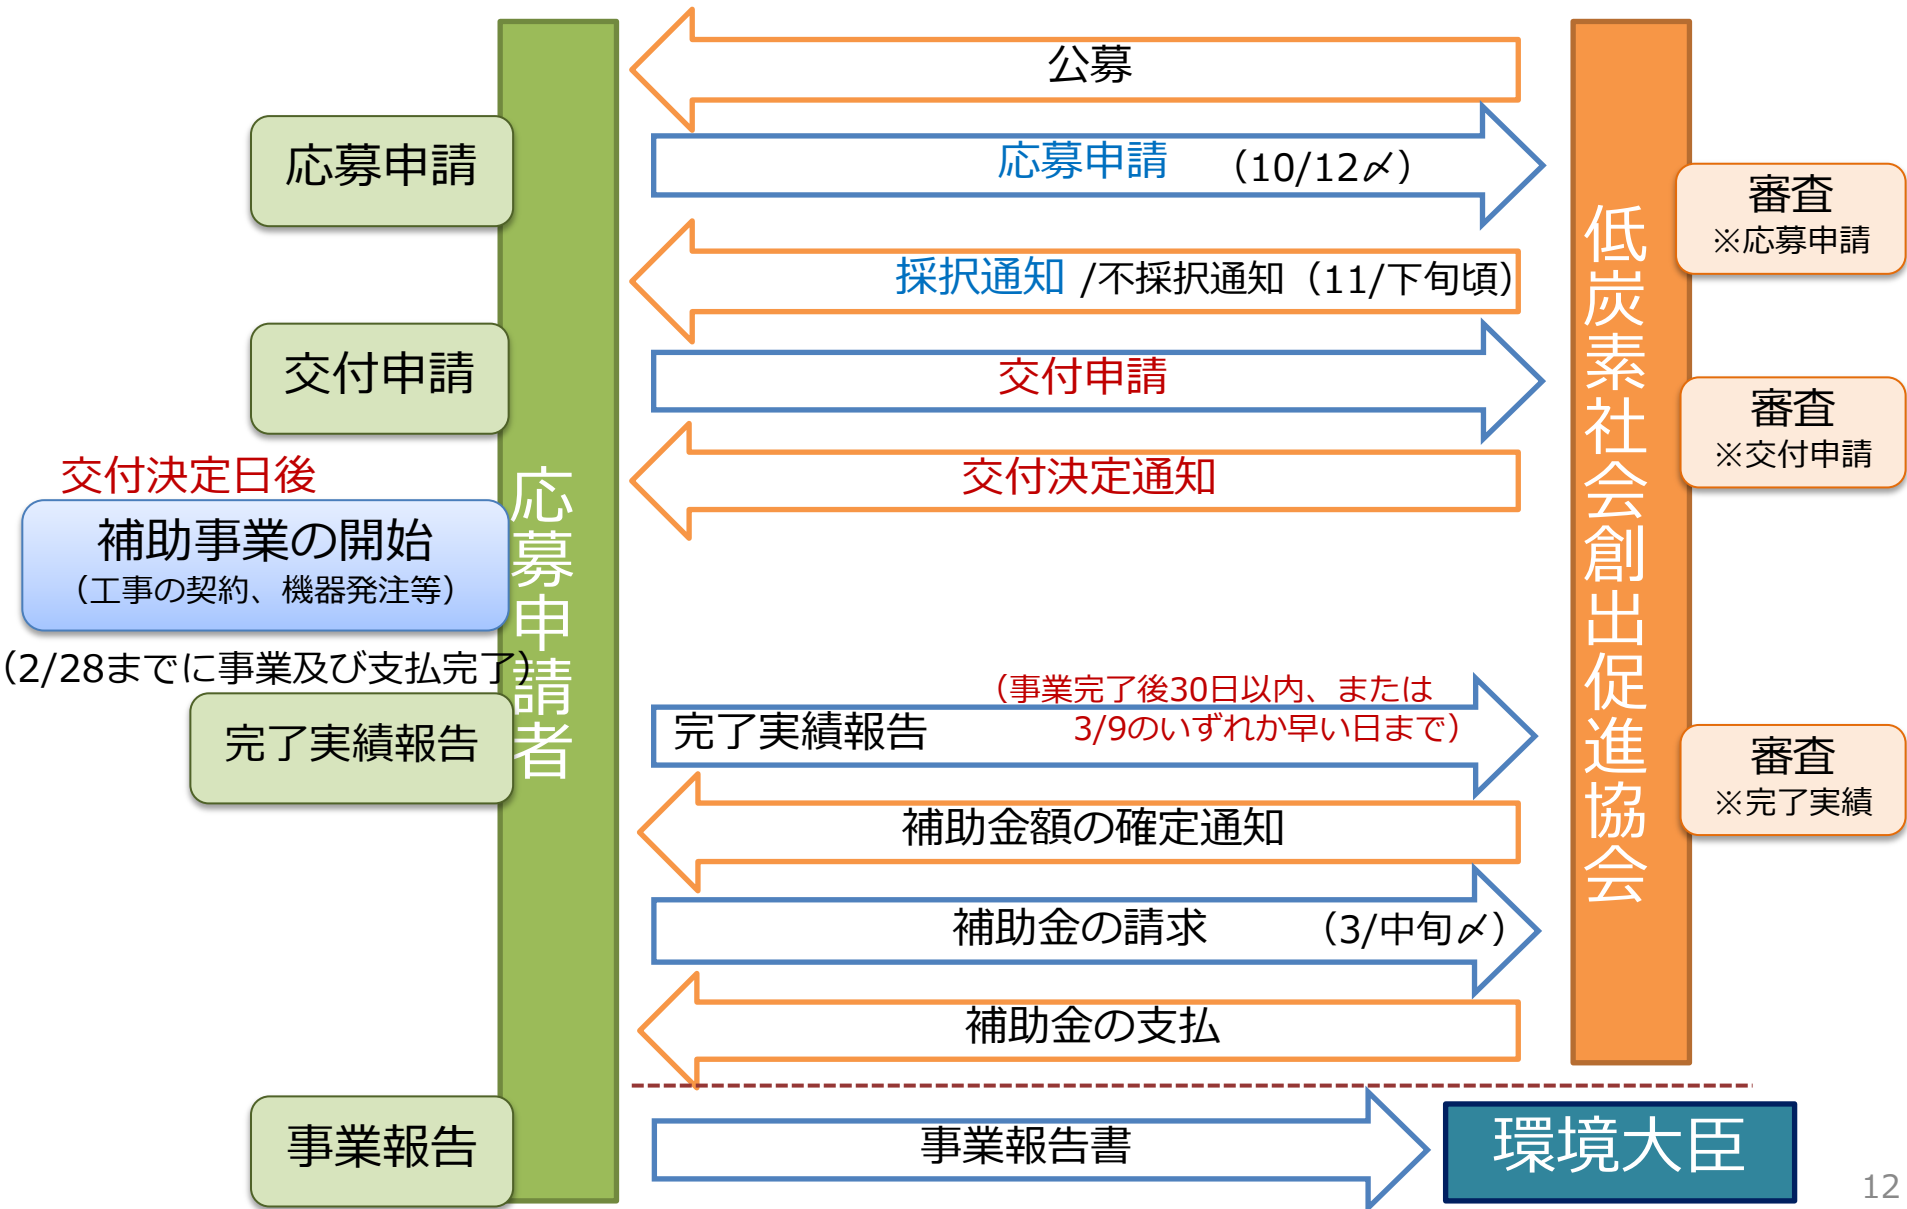 公募
応募申請
応募申請 （10/12〆）
審査
※応募申請
採択通知 /不採択通知（11/下旬頃）
交付申請
交付申請
審査
※交付申請
交付決定日後
交付決定通知
補助事業の開始
（工事の契約、機器発注等）
（2/28までに事業及び支払完了）
応募申請者
低炭素社会創出促進協会
完了実績報告
完了実績報告
（事業完了後30日以内、または
3/9のいずれか早い日まで）
審査
※完了実績
補助金額の確定通知
補助金の請求 （3/中旬〆）
補助金の支払
事業報告
事業報告書
環境大臣
12